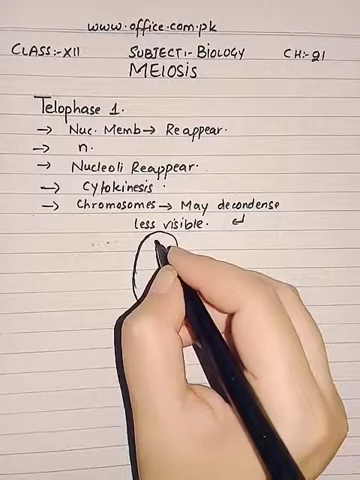 www.office.com.pk
CLASS:-XII SUBJECT:- BIOLOGY CH:- 21
MEIOSIS
Telophase 1.
→ Nuc. Memb → Reappear.
→ n.
→ Nucleoli Reappear.
→ Cytokinesis.
→ Chromosomes → May decondense
less visible. ↲